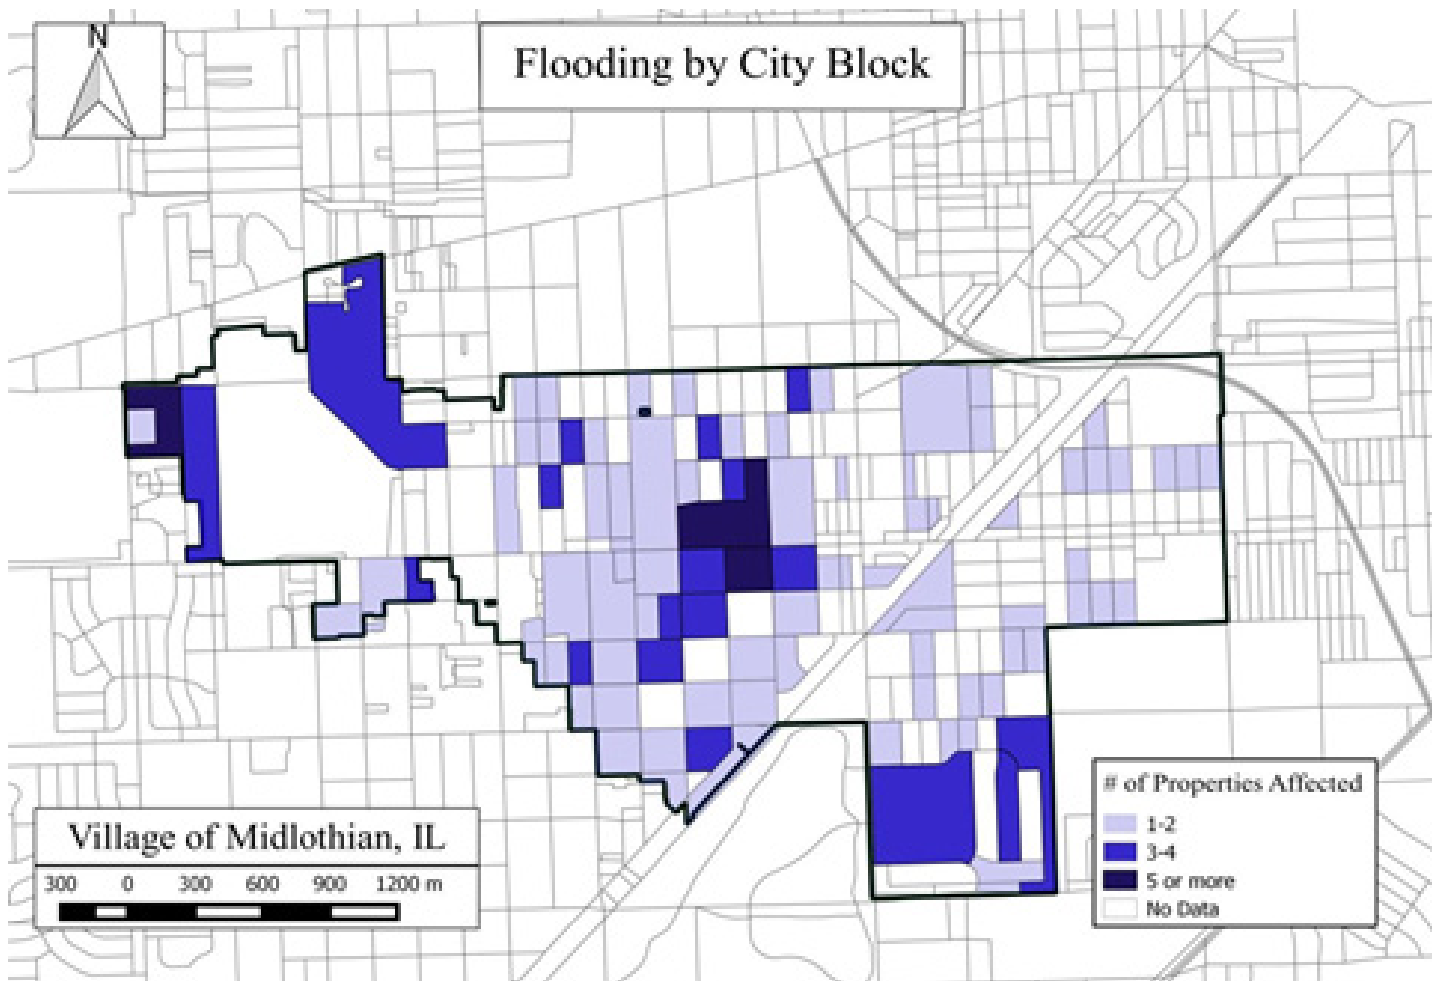 N
Flooding by City Block
# of Properties Affected
1-2
3-4
5 or more
No Data
Village of Midlothian, IL
300 0 300 600 900 1200 m